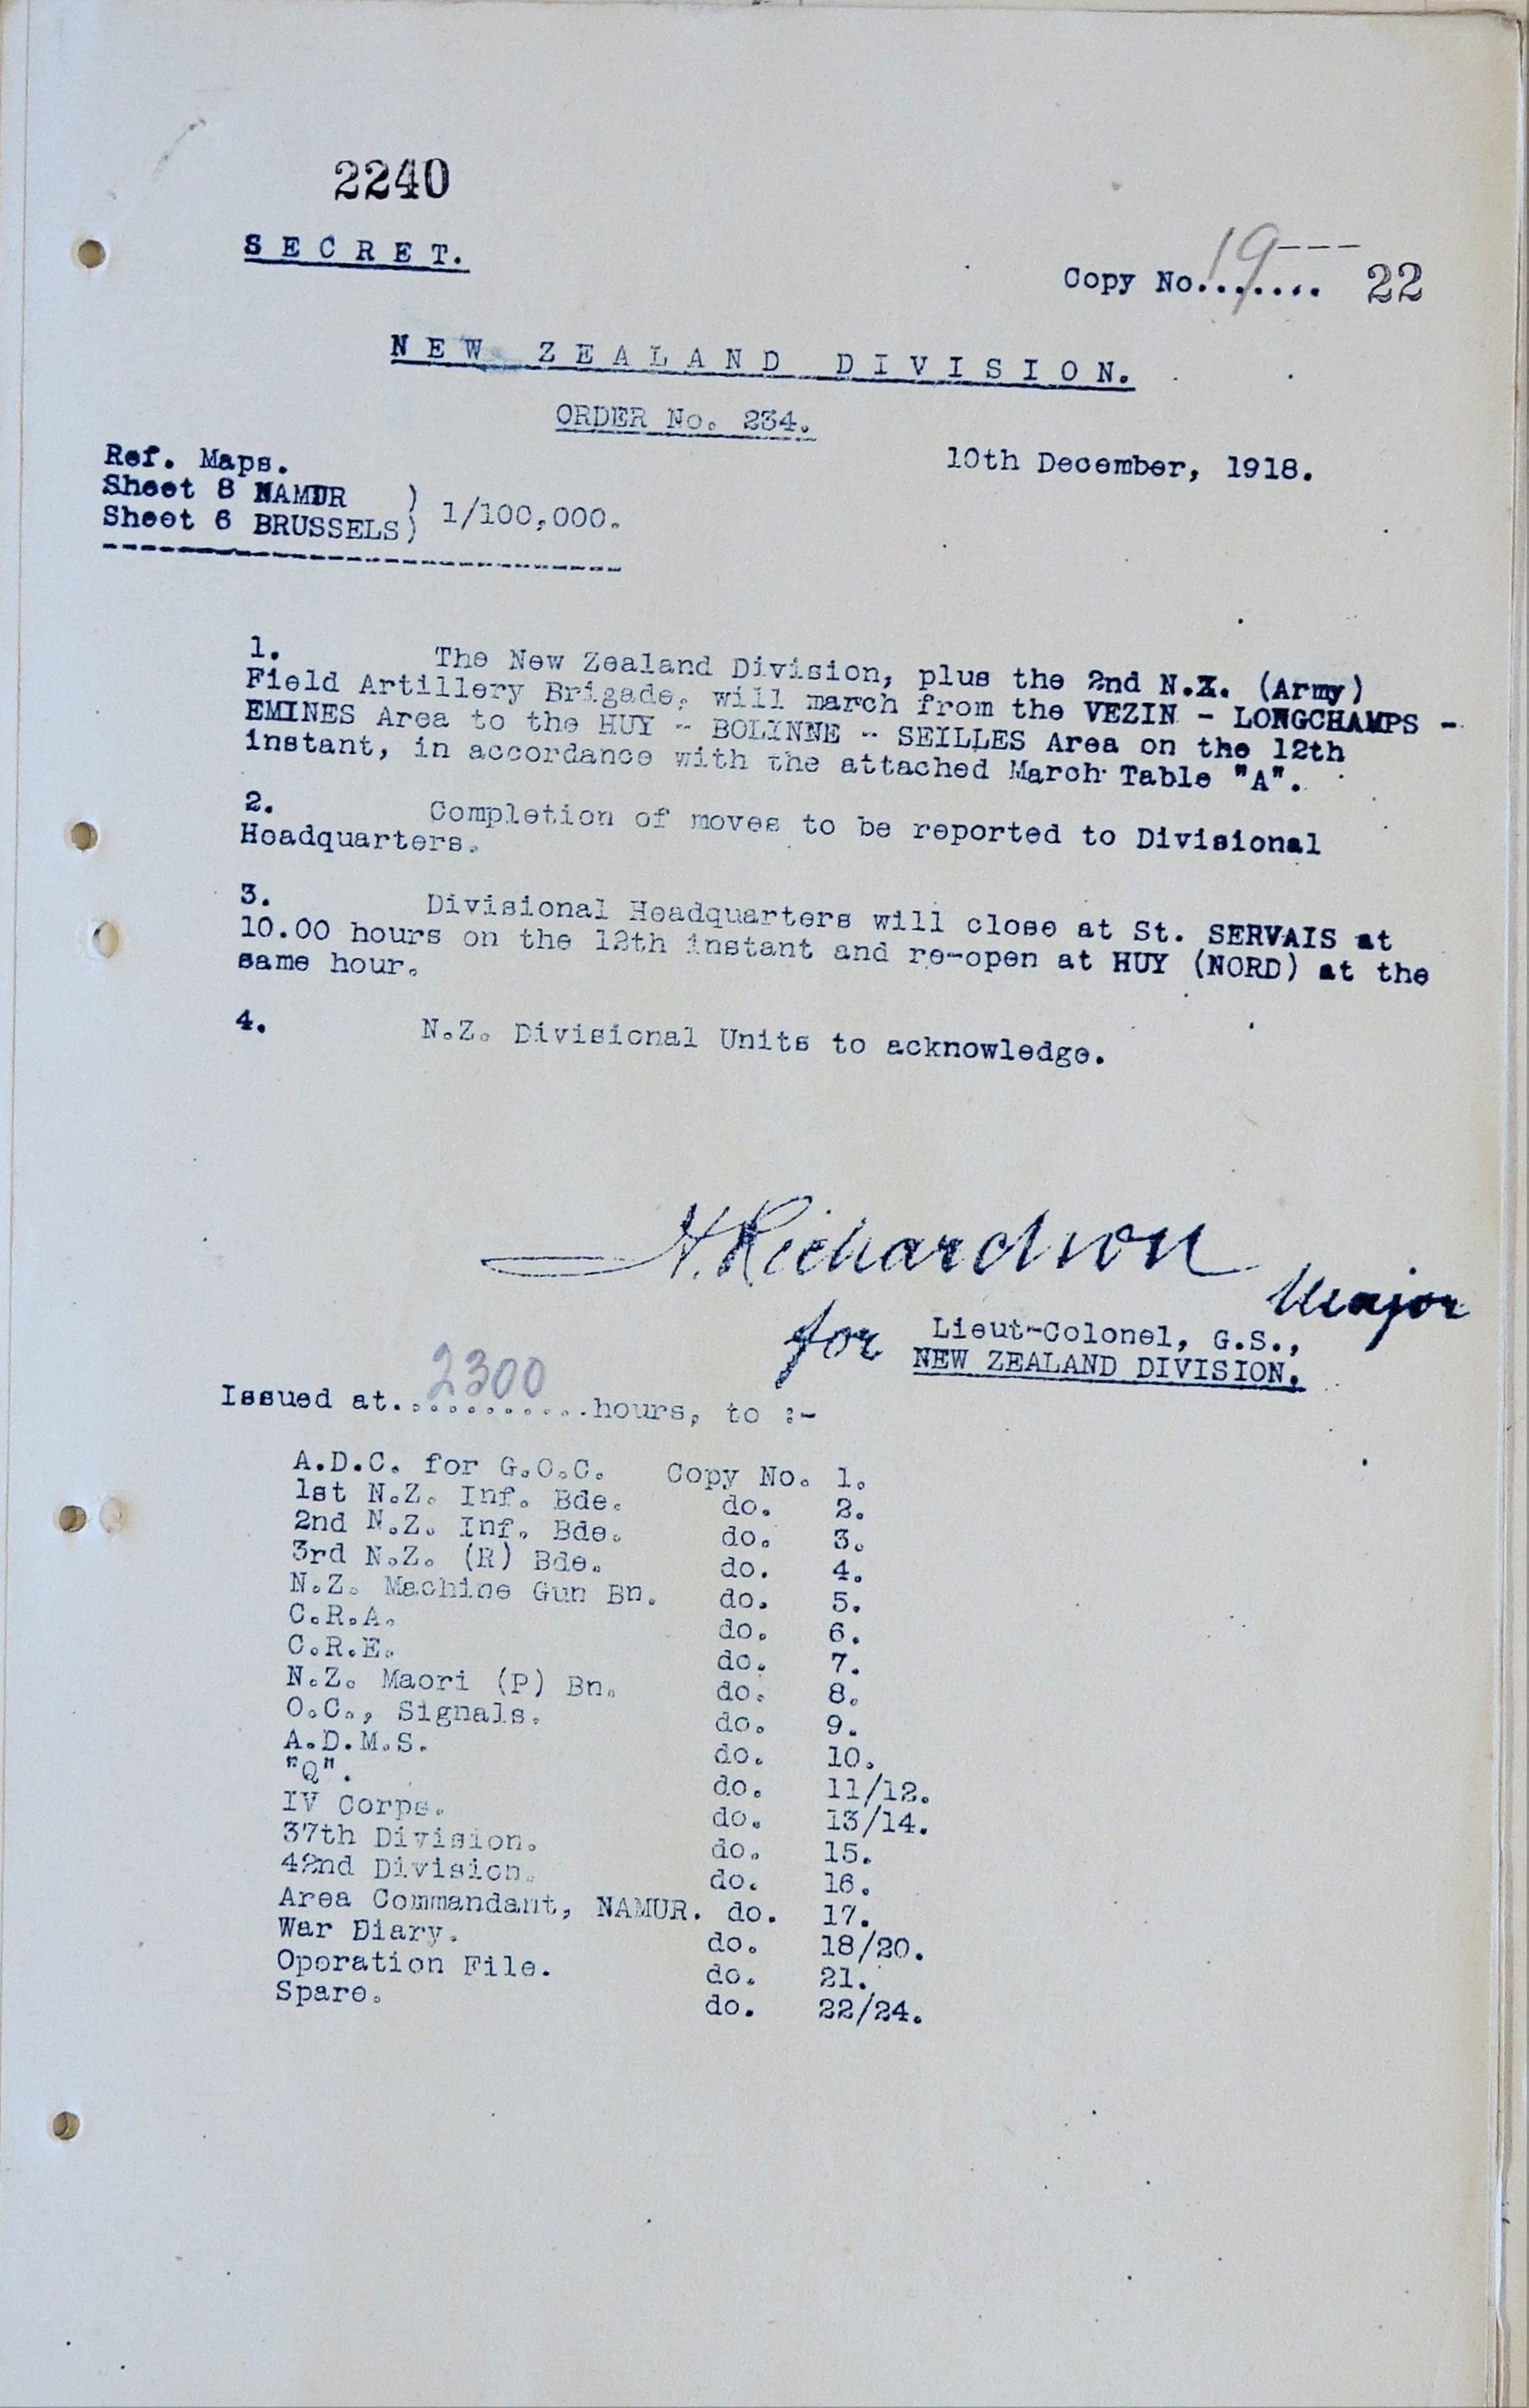 2240
S E C R E T.
Copy No.19...... 22
N E W   Z E A L A N D   D I V I S I O N.
ORDER No. 234.
10th December, 1918.
Ref. Maps.
Sheet 8 NAMUR )
Sheet 6 BRUSSELS) 1/100,000.
1. The New Zealand Division, plus the 2nd N.Z. (Army)
Field Artillery Brigade, will march from the VEZIN - LONGCHAMPS -
EMINES Area to the HUY - BOLINNE - SEILLES Area on the 12th
instant, in accordance with the attached March Table "A".
2. Completion of moves to be reported to Divisional
Headquarters.
3. Divisional Headquarters will close at St. SERVAIS at
10.00 hours on the 12th instant and re-open at HUY (NORD) at the
same hour.
4. N.Z. Divisional Units to acknowledge.
H. Richardson Major
for Lieut-Colonel, G.S.,
NEW ZEALAND DIVISION.
Issued at...2300...hours, to :-
A.D.C. for G.O.C. Copy No. 1.
1st N.Z. Inf. Bde. do. 2.
2nd N.Z. Inf. Bde. do. 3.
3rd N.Z. (R) Bde. do. 4.
N.Z. Machine Gun Bn. do. 5.
C.R.A. do. 6.
C.R.E. do. 7.
N.Z. Maori (P) Bn. do. 8.
O.C., Signals. do. 9.
A.D.M.S. do. 10.
"Q". do. 11/12.
IV Corps. do. 13/14.
37th Division. do. 15.
42nd Division. do. 16.
Area Commandant, NAMUR. do. 17.
War Diary. do. 18/20.
Operation File. do. 21.
Spare. do. 22/24.